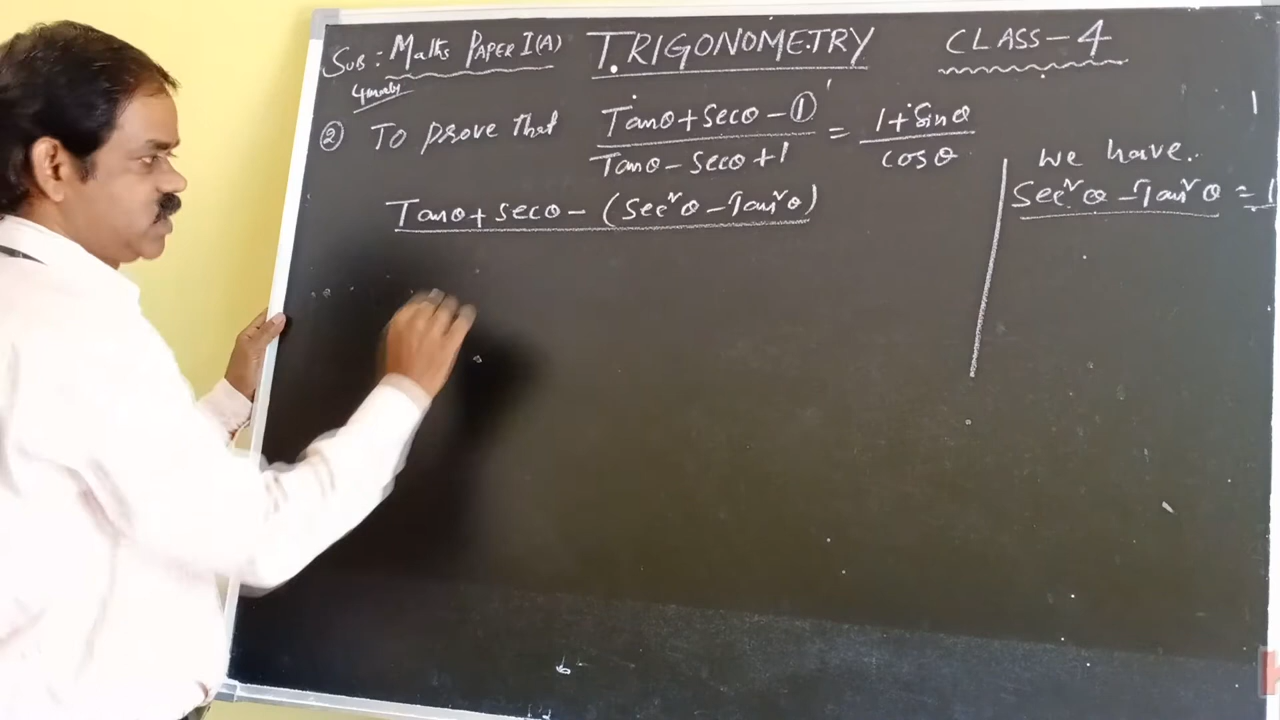 SUB: Maths PAPER I(A) TRIGONOMETRY CLASS-4
4marks
② To prove that Tanθ+secθ-① / Tanθ-secθ+1 = 1+sinθ / cosθ
we have.
Sec²θ-Tan²θ=1
Tanθ+secθ-(Sec²θ-Tan²θ)